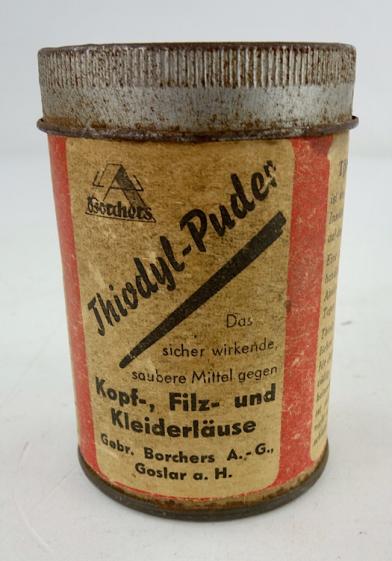 Borchers
Thiodyl-Puder
Das
sicher wirkende,
saubere Mittel gegen
Kopf-, Filz- und
Kleiderläuse
Gebr. Borchers A.-G.,
Goslar a. H.